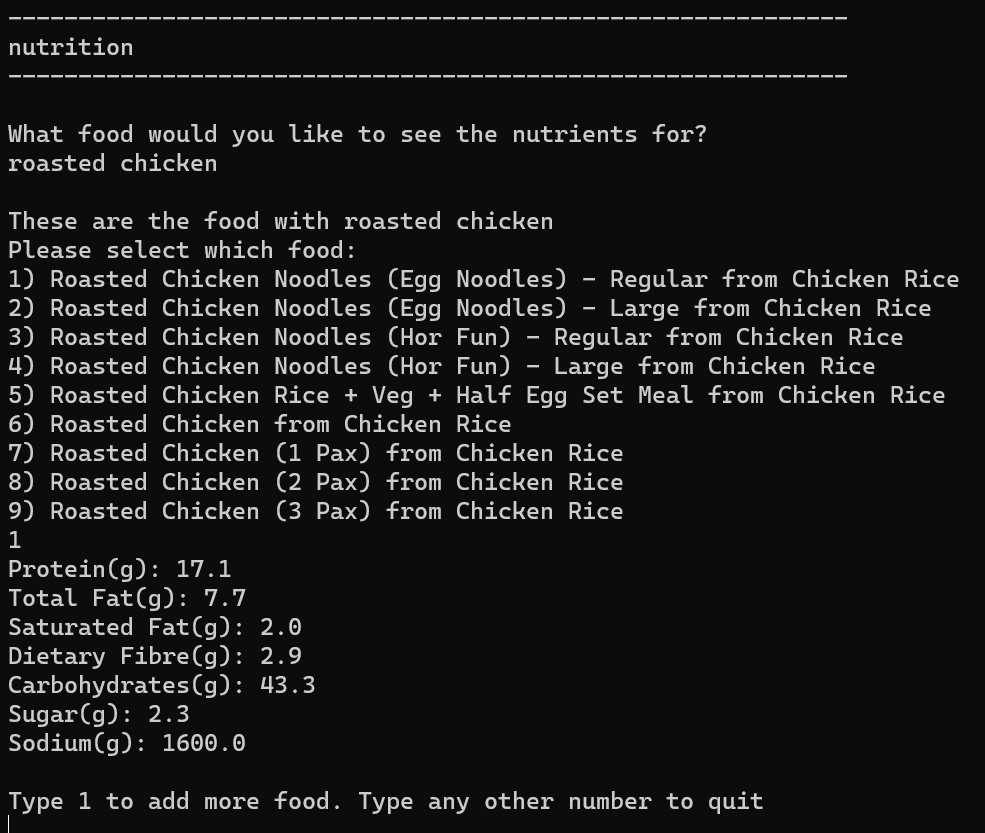 ------------------------------------------------------------
nutrition
------------------------------------------------------------
What food would you like to see the nutrients for?
roasted chicken
These are the food with roasted chicken
Please select which food:
1) Roasted Chicken Noodles (Egg Noodles) - Regular from Chicken Rice
2) Roasted Chicken Noodles (Egg Noodles) - Large from Chicken Rice
3) Roasted Chicken Noodles (Hor Fun) - Regular from Chicken Rice
4) Roasted Chicken Noodles (Hor Fun) - Large from Chicken Rice
5) Roasted Chicken Rice + Veg + Half Egg Set Meal from Chicken Rice
6) Roasted Chicken from Chicken Rice
7) Roasted Chicken (1 Pax) from Chicken Rice
8) Roasted Chicken (2 Pax) from Chicken Rice
9) Roasted Chicken (3 Pax) from Chicken Rice
1
Protein(g): 17.1
Total Fat(g): 7.7
Saturated Fat(g): 2.0
Dietary Fibre(g): 2.9
Carbohydrates(g): 43.3
Sugar(g): 2.3
Sodium(g): 1600.0
Type 1 to add more food. Type any other number to quit